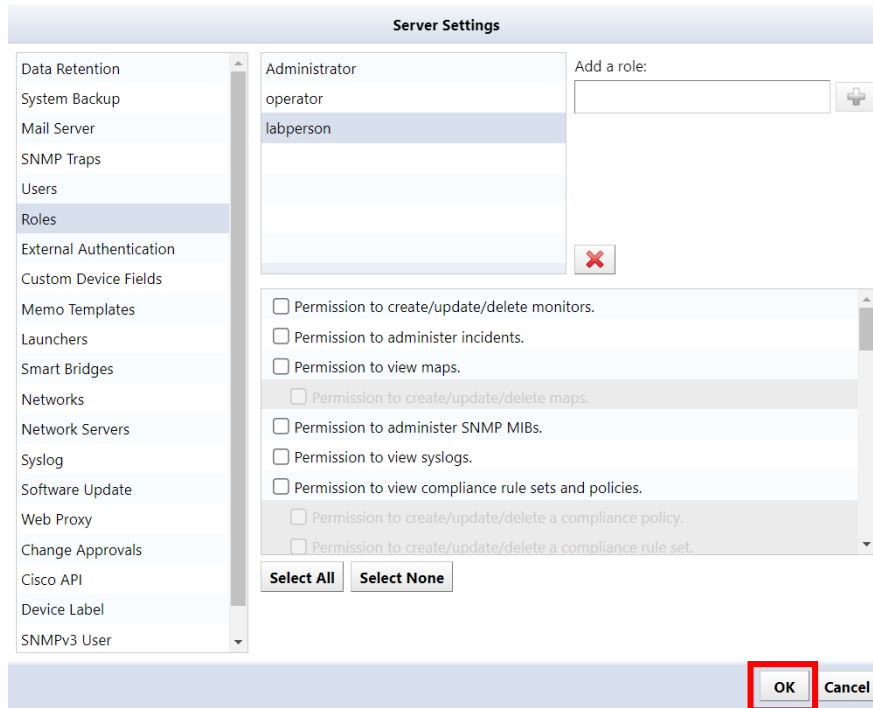 Server Settings
Data Retention
System Backup
Mail Server
SNMP Traps
Users
Roles
External Authentication
Custom Device Fields
Memo Templates
Launchers
Smart Bridges
Networks
Network Servers
Syslog
Software Update
Web Proxy
Change Approvals
Cisco API
Device Label
SNMPv3 User
Administrator
operator
labperson
Add a role:
Permission to create/update/delete monitors.
Permission to administer incidents.
Permission to view maps.
Permission to create/update/delete maps.
Permission to administer SNMP MIBs.
Permission to view syslogs.
Permission to view compliance rule sets and policies.
Permission to create/update/delete a compliance policy.
Permission to create/update/delete a compliance rule set.
Select All Select None
OK Cancel